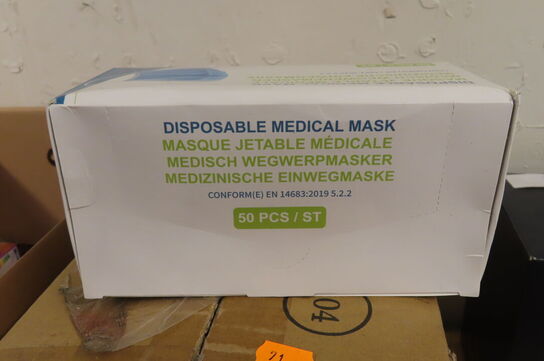 DISPOSABLE MEDICAL MASK
MASQUE JETABLE MÉDICALE
MEDISCH WEGWERPMASKER
MEDIZINISCHE EINWEGMASKE
CONFORM(E) EN 14683:2019 5.2.2
50 PCS / ST
04
21